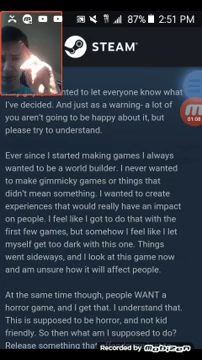 87% 2:51 PM
STEAM
nted to let everyone know what
I've decided. And just as a warning- a lot of
you aren't going to be happy about it, but
please try to understand.
01:08
Ever since I started making games I always
wanted to be a world builder. I never wanted
to make gimmicky games or things that
didn't mean something. I wanted to create
experiences that would really have an impact
on people. I feel like I got to do that with the
first few games, but somehow I feel like I let
myself get too dark with this one. Things
went sideways, and I look at this game now
and am unsure how it will affect people.
At the same time though, people WANT a
horror game, and I get that. I understand that.
This is supposed to be horror, and not kid
friendly. So then what am I supposed to do?
Release something that
Recorded by
Mobizen